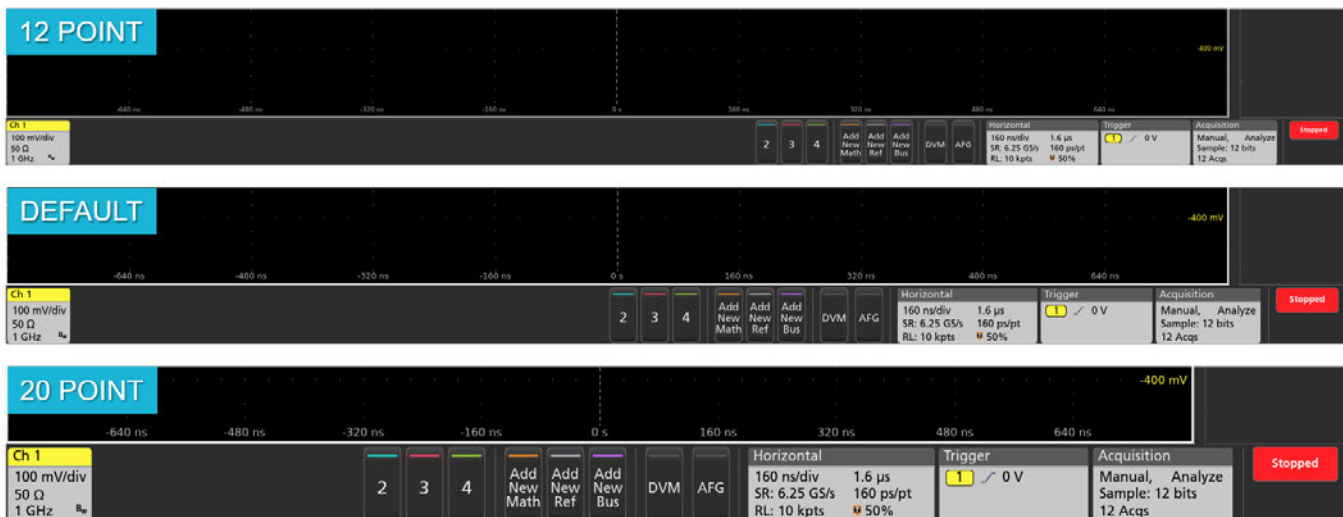 12 POINT
-400 mV
-640 ns -480 ns -320 ns -160 ns 0 s 160 ns 320 ns 480 ns 640 ns
Ch 1
100 mV/div
50 Ω
1 GHz
2 3 4
Add New Math
Add New Ref
Add New Bus
DVM AFG
Horizontal
160 ns/div 1.6 µs
SR: 6.25 GS/s 160 ps/pt
RL: 10 kpts 50%
Trigger
1 0 V
Acquisition
Manual, Analyze
Sample: 12 bits
12 Acqs
Stopped
DEFAULT
-400 mV
-640 ns -480 ns -320 ns -160 ns 0 s 160 ns 320 ns 480 ns 640 ns
Ch 1
100 mV/div
50 Ω
1 GHz Bw
2 3 4
Add New Math
Add New Ref
Add New Bus
DVM AFG
Horizontal
160 ns/div 1.6 µs
SR: 6.25 GS/s 160 ps/pt
RL: 10 kpts 50%
Trigger
1 0 V
Acquisition
Manual, Analyze
Sample: 12 bits
12 Acqs
Stopped
20 POINT
-400 mV
-640 ns -480 ns -320 ns -160 ns 0 s 160 ns 320 ns 480 ns 640 ns
Ch 1
100 mV/div
50 Ω
1 GHz Bw
2 3 4
Add New Math
Add New Ref
Add New Bus
DVM AFG
Horizontal
160 ns/div 1.6 µs
SR: 6.25 GS/s 160 ps/pt
RL: 10 kpts 50%
Trigger
1 0 V
Acquisition
Manual, Analyze
Sample: 12 bits
12 Acqs
Stopped